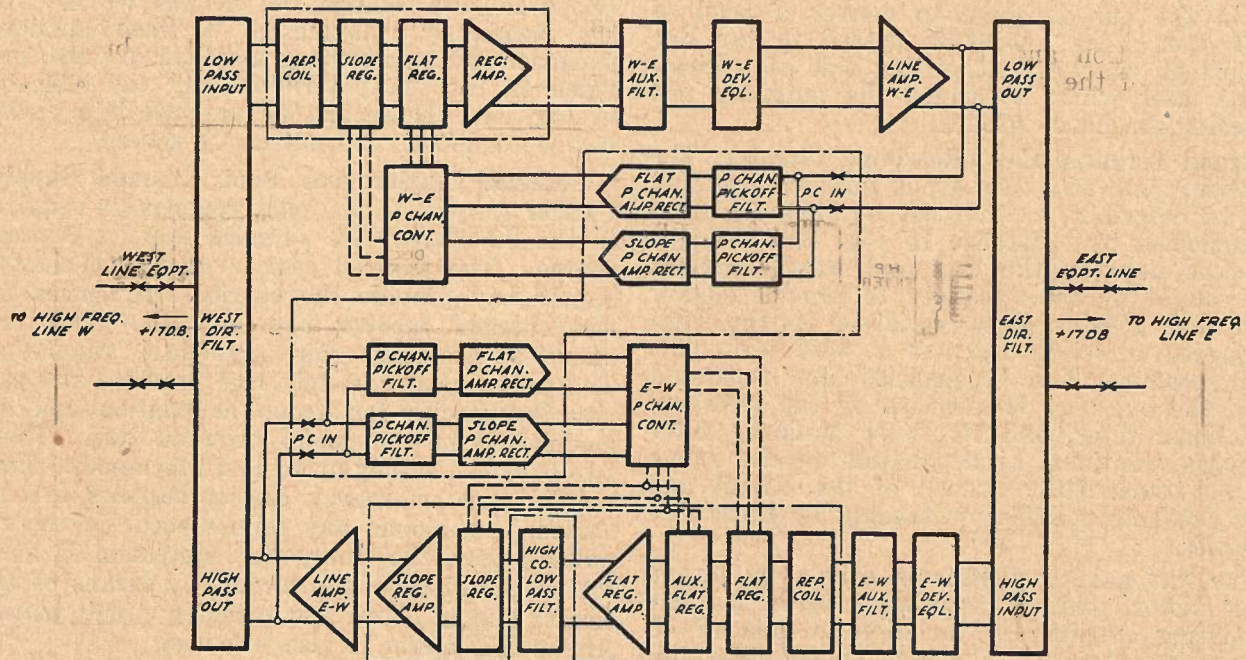 LOW
PASS
INPUT
REP.
COIL
SLOPE
REG.
FLAT
REG.
REG.
AMP.
W-E
AUX.
FILT.
W-E
DEV.
EQL.
LINE
AMP.
W-E
LOW
PASS
OUT
W-E
P CHAN.
CONT.
FLAT
P CHAN.
AMP. RECT.
P CHAN.
PICKOFF
FILT.
PC IN
SLOPE
P CHAN
AMP. RECT.
P CHAN.
PICKOFF
FILT.
WEST
LINE EQPT.
TO HIGH FREQ.
LINE W
+17DB.
WEST
DIR.
FILT.
EAST
DIR.
FILT.
EAST
EQPT. LINE
+17DB
TO HIGH FREQ
LINE E
P CHAN.
PICKOFF
FILT.
FLAT
P CHAN.
AMP. RECT.
E-W
P CHAN.
CONT.
PC IN
P CHAN.
PICKOFF
FILT.
SLOPE
P CHAN.
AMP. RECT.
HIGH
PASS
OUT
LINE
AMP.
E-W
SLOPE
REG.
AMP.
SLOPE
REG.
HIGH
CO.
LOW
PASS
FILT.
FLAT
REG.
AMP.
AUX.
FLAT
REG.
FLAT
REG.
REP.
COIL
E-W
AUX.
FILT.
E-W
DEV.
EQL.
HIGH
PASS
INPUT